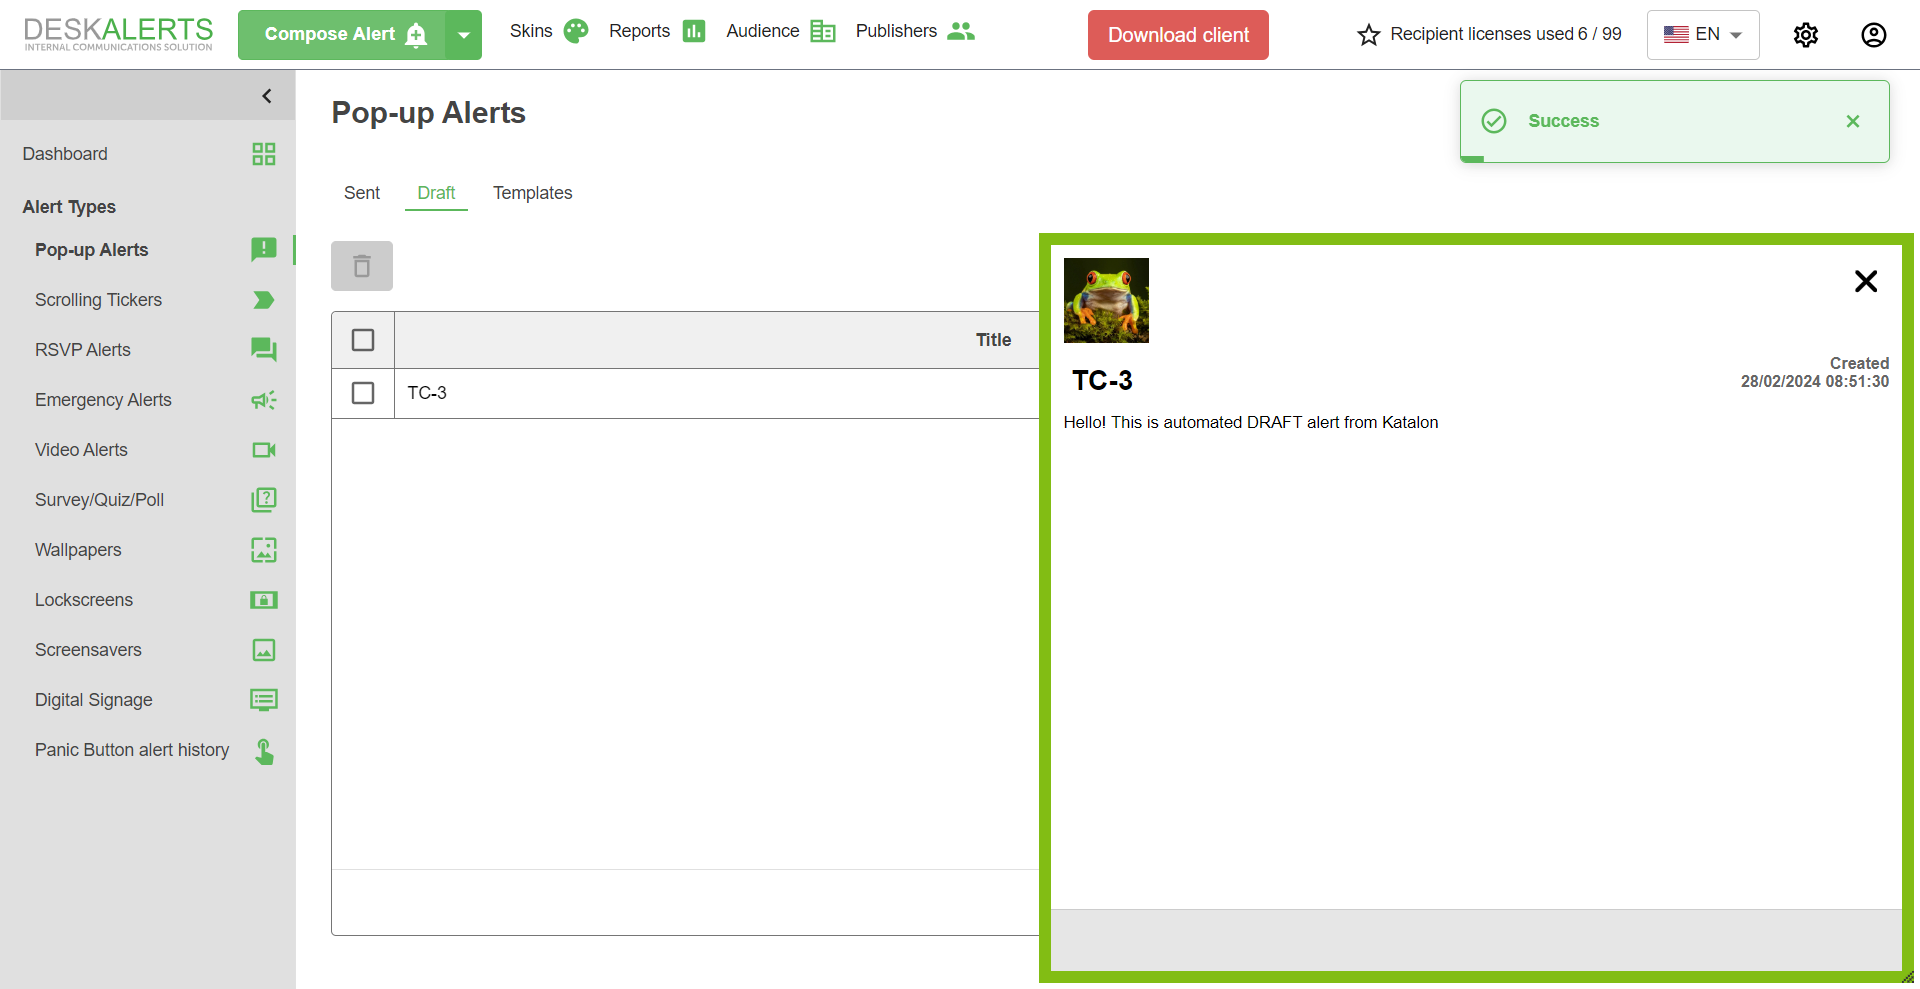 DESKALERTS
INTERNAL COMMUNICATIONS SOLUTION
Compose Alert
Skins
Reports
Audience
Publishers
Download client
Recipient licenses used 6 / 99
EN
Dashboard
Alert Types
Pop-up Alerts
Scrolling Tickers
RSVP Alerts
Emergency Alerts
Video Alerts
Survey/Quiz/Poll
Wallpapers
Lockscreens
Screensavers
Digital Signage
Panic Button alert history
Pop-up Alerts
Success
Sent
Draft
Templates
Title
TC-3
Created
28/02/2024 08:51:30
TC-3
Hello! This is automated DRAFT alert from Katalon